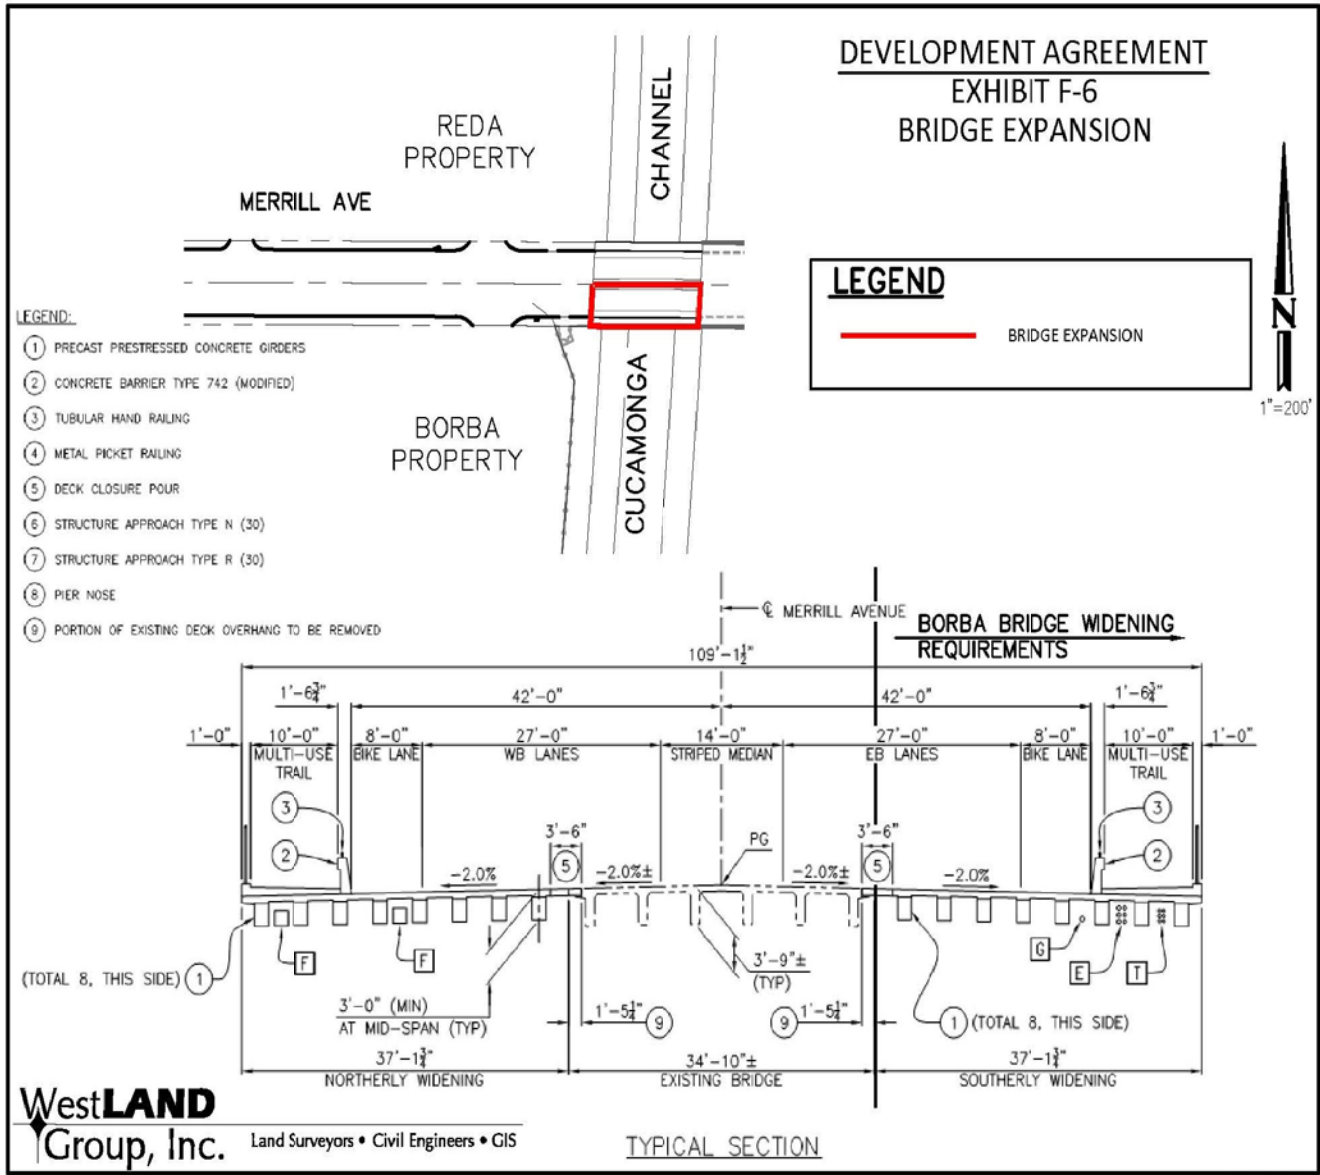 DEVELOPMENT AGREEMENT
EXHIBIT F-6
BRIDGE EXPANSION
REDA
PROPERTY
CHANNEL
MERRILL AVE
LEGEND
BRIDGE EXPANSION
N
1"=200'
BORBA
PROPERTY
CUCAMONGA
LEGEND:
1 PRECAST PRESTRESSED CONCRETE GIRDERS
2 CONCRETE BARRIER TYPE 742 (MODIFIED)
3 TUBULAR HAND RAILING
4 METAL PICKET RAILING
5 DECK CLOSURE POUR
6 STRUCTURE APPROACH TYPE N (30)
7 STRUCTURE APPROACH TYPE R (30)
8 PIER NOSE
9 PORTION OF EXISTING DECK OVERHANG TO BE REMOVED
℄ MERRILL AVENUE
BORBA BRIDGE WIDENING
REQUIREMENTS
109'-1½"
1'-6¾" 42'-0" 42'-0" 1'-6¾"
1'-0" 10'-0" 8'-0" 27'-0" 14'-0" 27'-0" 8'-0" 10'-0" 1'-0"
MULTI-USE BIKE LANE WB LANES STRIPED MEDIAN EB LANES BIKE LANE MULTI-USE
TRAIL TRAIL
3 3
3'-6" PG 3'-6"
2 5 5 2
-2.0% -2.0%± -2.0%± -2.0%
F F G E T
(TOTAL 8, THIS SIDE) 1
3'-9"±
(TYP)
3'-0" (MIN)
AT MID-SPAN (TYP)
1'-5¼" 9 9 1'-5¼"
1 (TOTAL 8, THIS SIDE)
37'-1¾" 34'-10"± 37'-1¾"
NORTHERLY WIDENING EXISTING BRIDGE SOUTHERLY WIDENING
WestLAND
Group, Inc.
Land Surveyors • Civil Engineers • GIS
TYPICAL SECTION